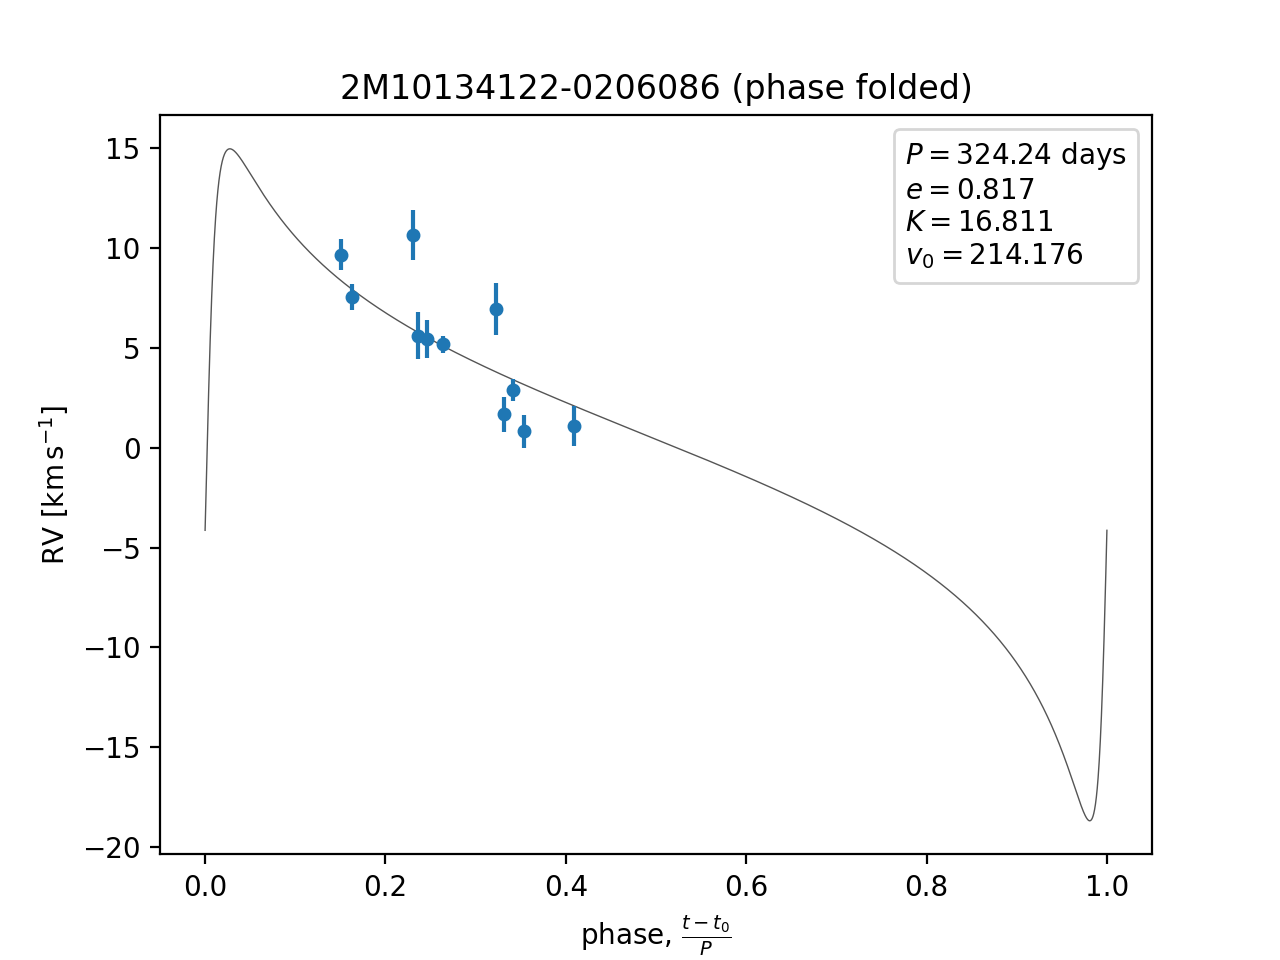 2M10134122-0206086 (phase folded)
P = 324.24 days
e = 0.817
K = 16.811
v₀ = 214.176
15
10
5
0
−5
−10
−15
−20
RV [km s⁻¹]
0.0 0.2 0.4 0.6 0.8 1.0
phase, (t − t₀)/P